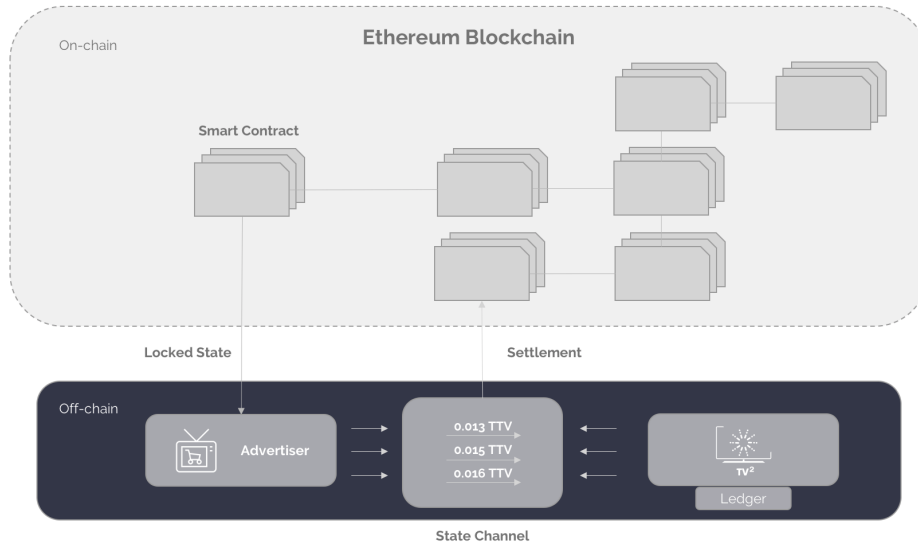 Ethereum Blockchain
On-chain
Smart Contract
Locked State
Settlement
Off-chain
Advertiser
0.013 TTV
0.015 TTV
0.016 TTV
TV²
Ledger
State Channel